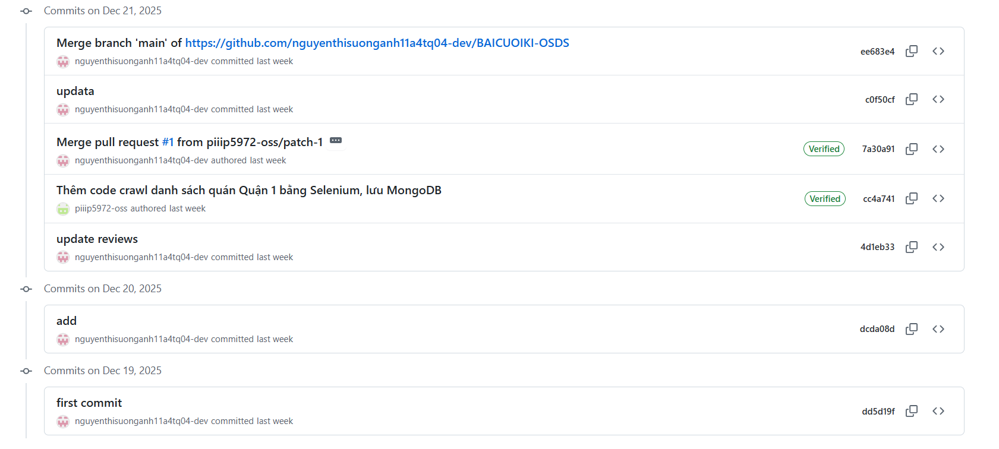 Commits on Dec 21, 2025
Merge branch 'main' of https://github.com/nguyenthisuonganh11a4tq04-dev/BAICUOIKI-OSDS
ee683e4
nguyenthisuonganh11a4tq04-dev committed last week
updata
c0f50cf
nguyenthisuonganh11a4tq04-dev committed last week
Merge pull request #1 from piiip5972-oss/patch-1
Verified 7a30a91
nguyenthisuonganh11a4tq04-dev authored last week
Thêm code crawl danh sách quán Quận 1 bằng Selenium, lưu MongoDB
Verified cc4a741
piiip5972-oss authored last week
update reviews
4d1eb33
nguyenthisuonganh11a4tq04-dev committed last week
Commits on Dec 20, 2025
add
dcda08d
nguyenthisuonganh11a4tq04-dev committed last week
Commits on Dec 19, 2025
first commit
dd5d19f
nguyenthisuonganh11a4tq04-dev committed last week